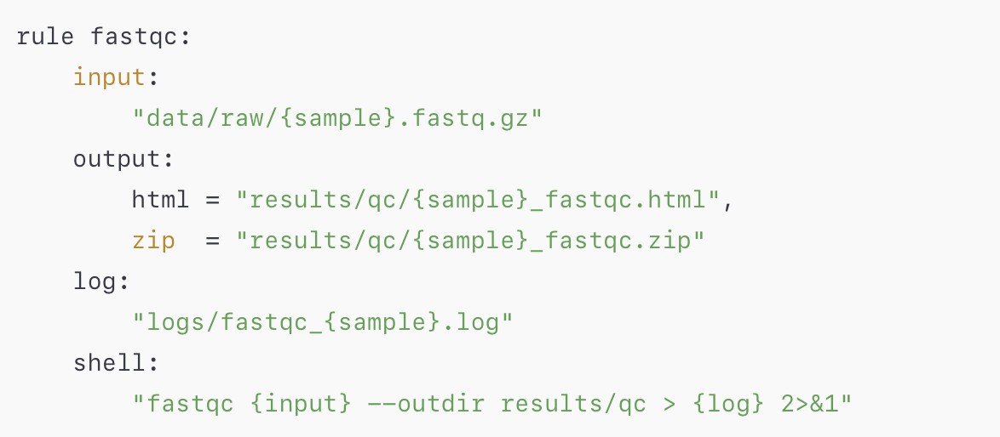 rule fastqc:
    input:
        "data/raw/{sample}.fastq.gz"
    output:
        html = "results/qc/{sample}_fastqc.html",
        zip  = "results/qc/{sample}_fastqc.zip"
    log:
        "logs/fastqc_{sample}.log"
    shell:
        "fastqc {input} --outdir results/qc > {log} 2>&1"